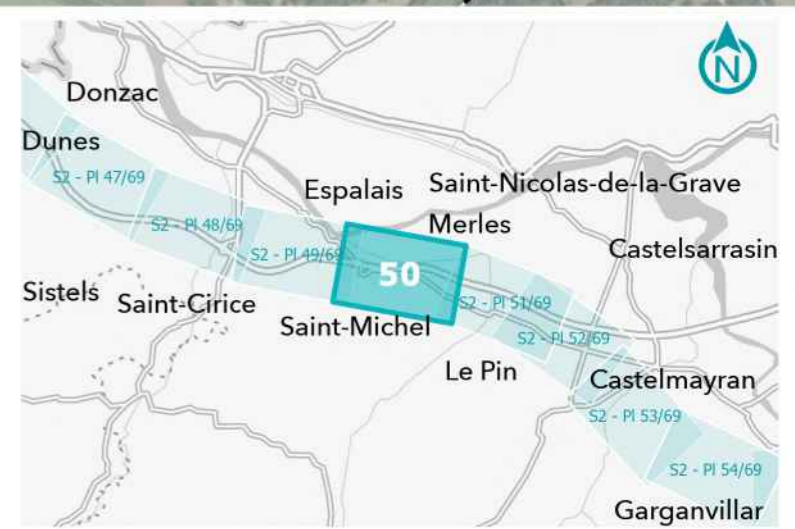 N
Donzac
Dunes
S2 - Pl 47/69
Espalais
Saint-Nicolas-de-la-Grave
S2 - Pl 48/69
Merles
S2 - Pl 49/69
50
Castelsarrasin
Sistels
Saint-Cirice
S2 - Pl 51/69
Saint-Michel
S2 - Pl 52/69
Le Pin
Castelmayran
S2 - Pl 53/69
S2 - Pl 54/69
Garganvillar